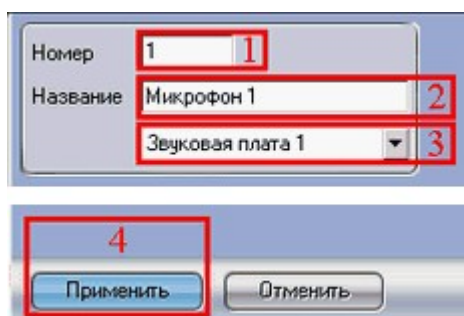 Номер 1 1
Название Микрофон 1 2
Звуковая плата 1 3
4
Применить Отменить